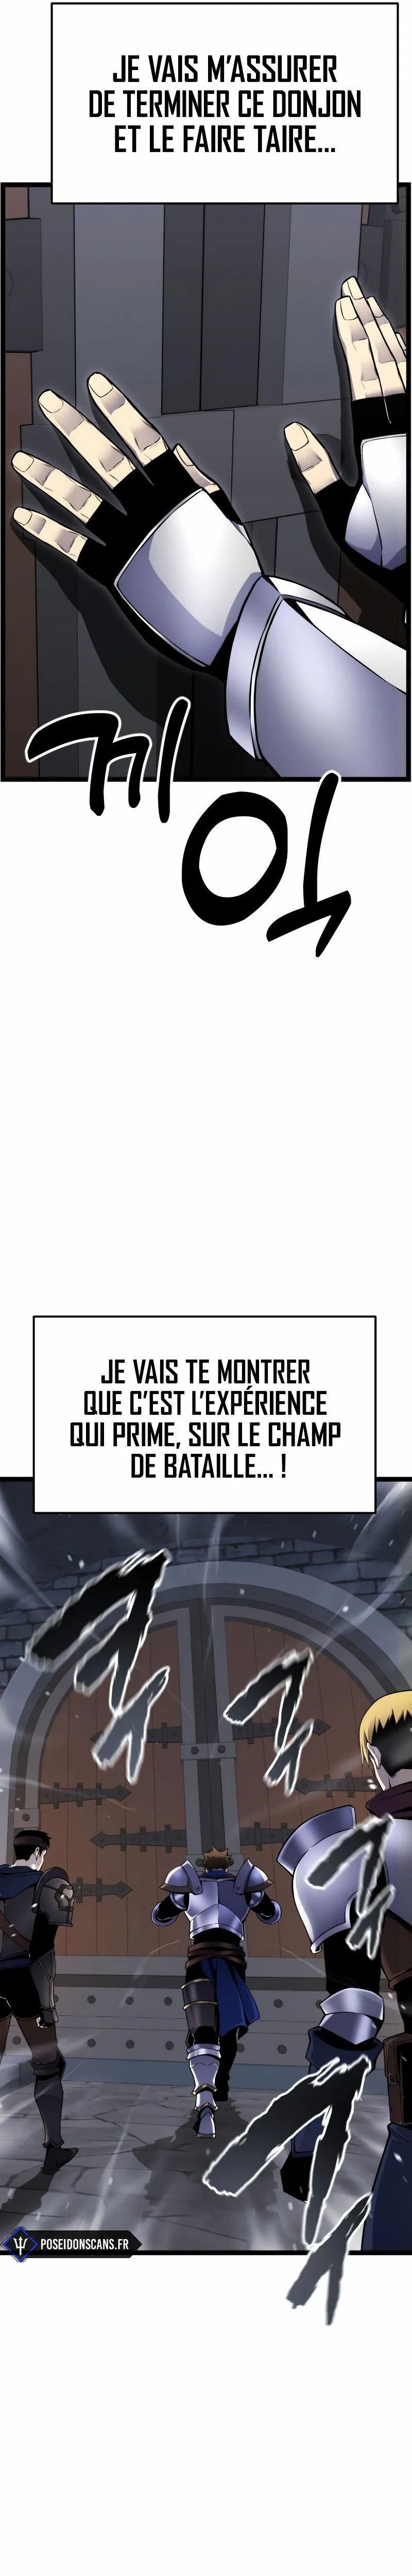 JE VAIS M'ASSURER
DE TERMINER CE DONJON
ET LE FAIRE TAIRE...
끼익
JE VAIS TE MONTRER
QUE C'EST L'EXPÉRIENCE
QUI PRIME, SUR LE CHAMP
DE BATAILLE... !
POSEIDONSCANS.FR